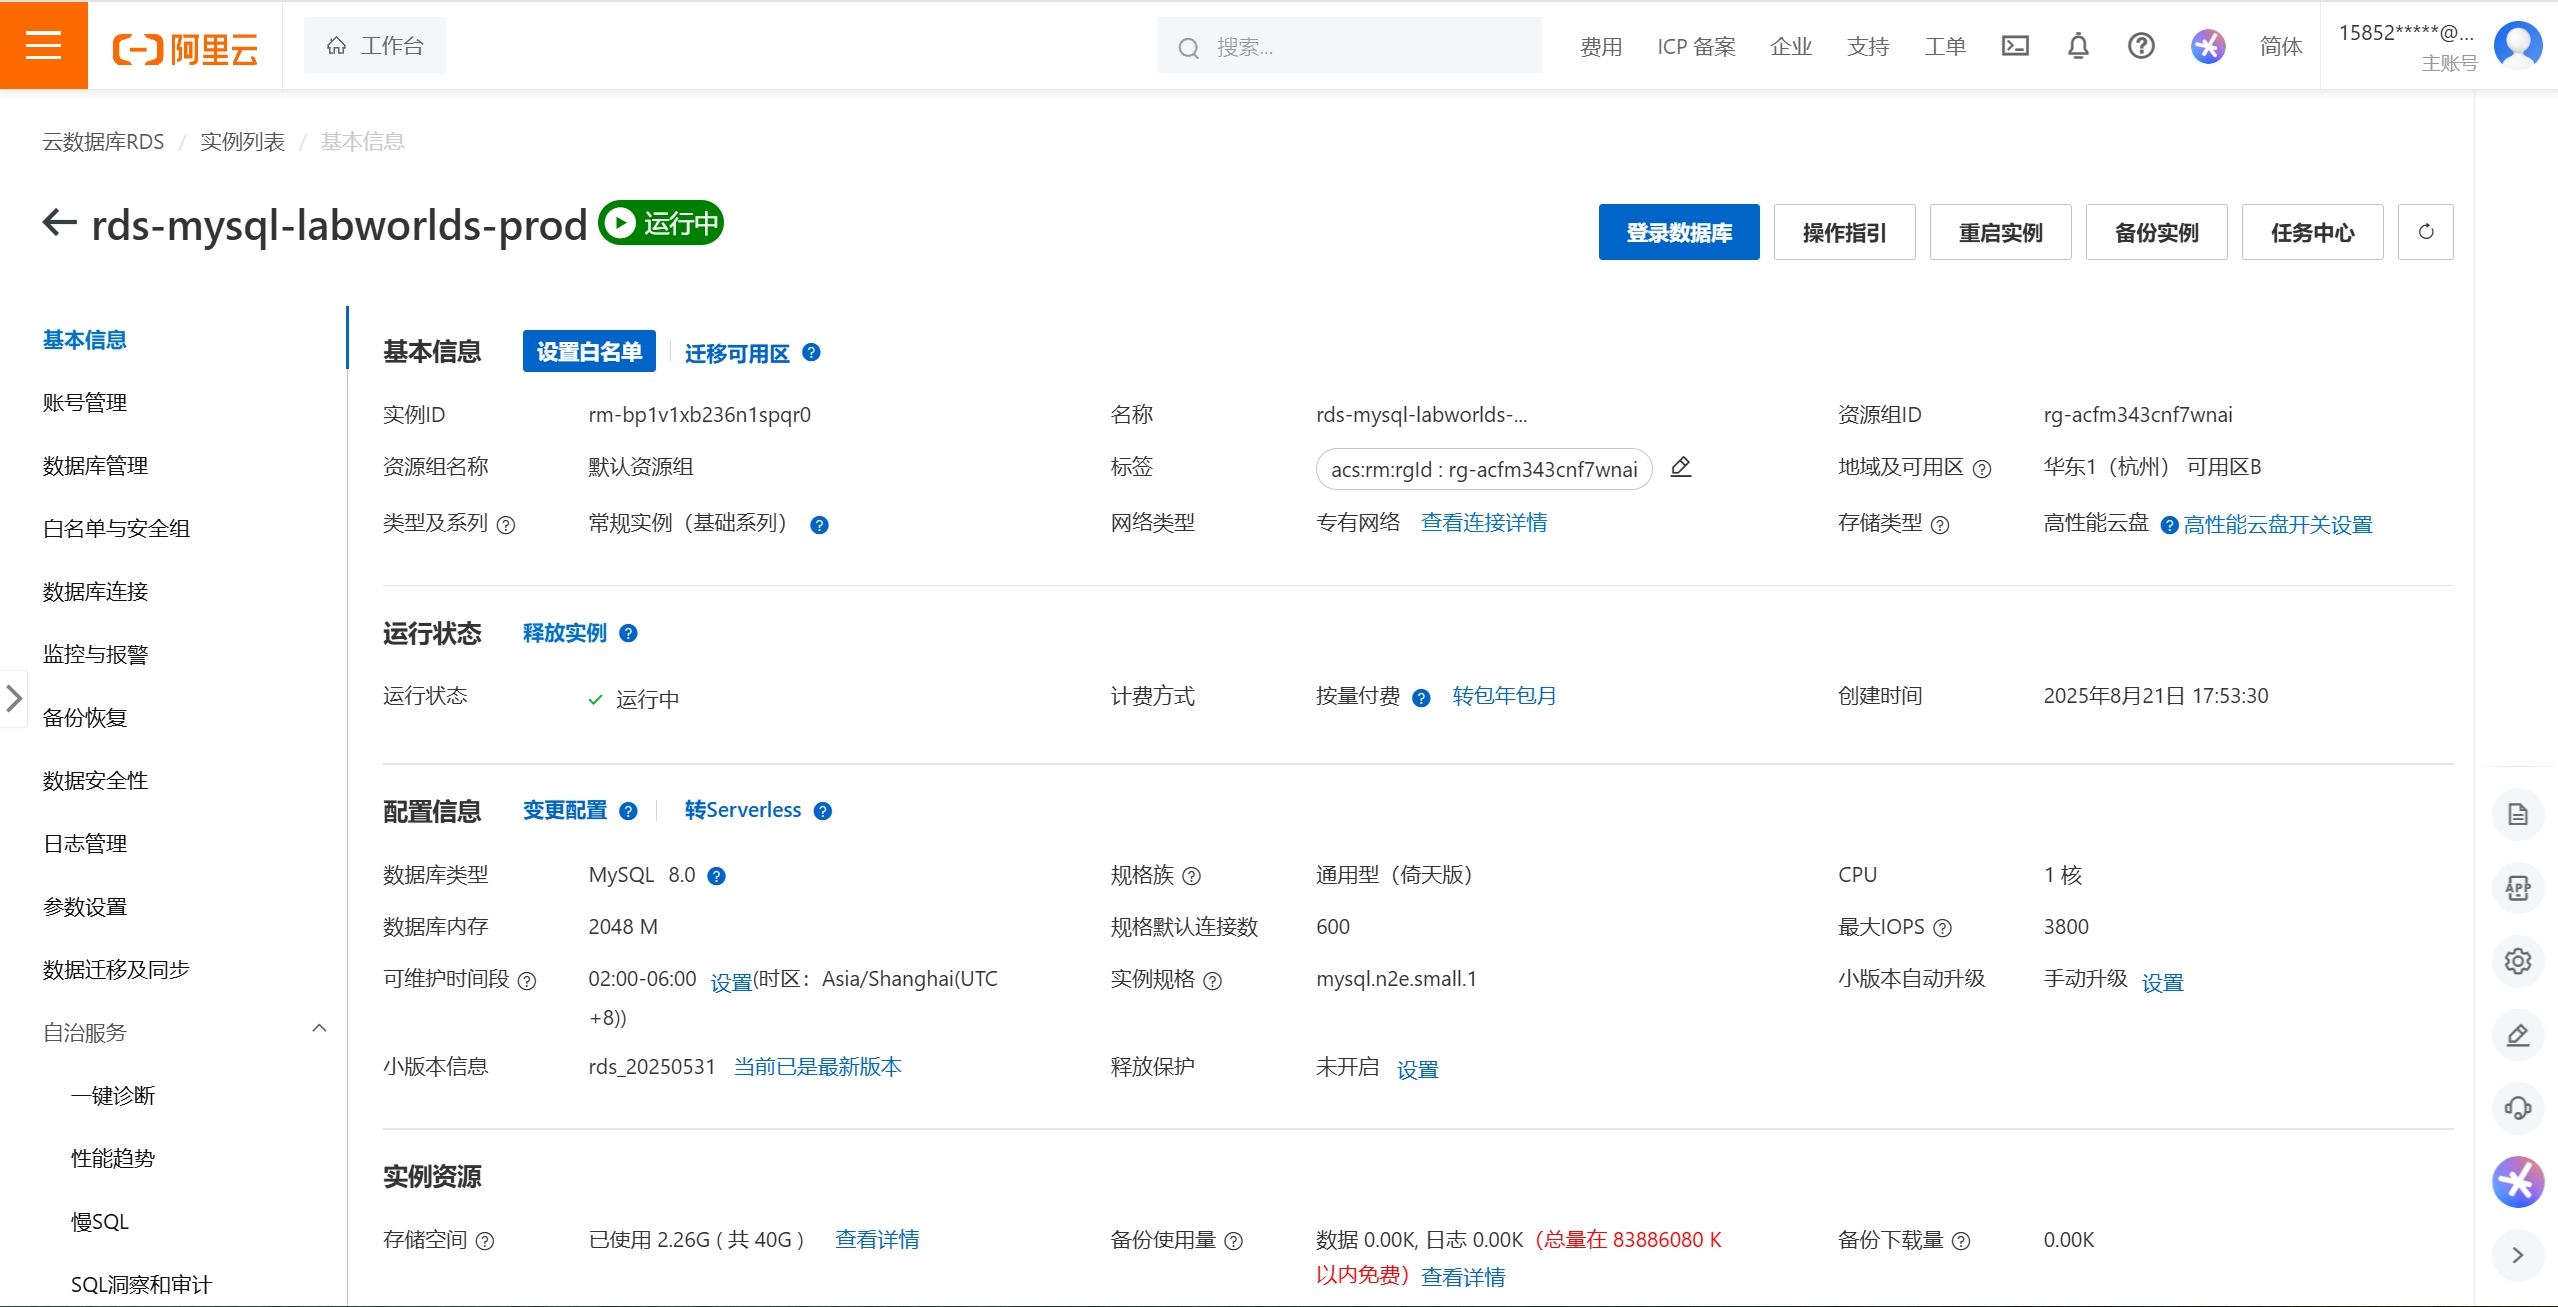 阿里云
工作台
搜索...
费用
ICP 备案
企业
支持
工单
简体
15852*****@...
主账号
云数据库RDS / 实例列表 / 基本信息
rds-mysql-labworlds-prod 运行中
登录数据库
操作指引
重启实例
备份实例
任务中心
基本信息
账号管理
数据库管理
白名单与安全组
数据库连接
监控与报警
备份恢复
数据安全性
日志管理
参数设置
数据迁移及同步
自治服务
一键诊断
性能趋势
慢SQL
SQL洞察和审计
基本信息 设置白名单 迁移可用区
实例ID rm-bp1v1xb236n1spqr0 名称 rds-mysql-labworlds-... 资源组ID rg-acfm343cnf7wnai
资源组名称 默认资源组 标签 acs:rm:rgId : rg-acfm343cnf7wnai 地域及可用区 华东1（杭州） 可用区B
类型及系列 常规实例（基础系列） 网络类型 专有网络 查看连接详情 存储类型 高性能云盘 高性能云盘开关设置
运行状态 释放实例
运行状态 运行中 计费方式 按量付费 转包年包月 创建时间 2025年8月21日 17:53:30
配置信息 变更配置 转Serverless
数据库类型 MySQL 8.0 规格族 通用型（倚天版） CPU 1 核
数据库内存 2048 M 规格默认连接数 600 最大IOPS 3800
可维护时间段 02:00-06:00 设置(时区：Asia/Shanghai(UTC 实例规格 mysql.n2e.small.1 小版本自动升级 手动升级 设置
+8))
小版本信息 rds_20250531 当前已是最新版本 释放保护 未开启 设置
实例资源
存储空间 已使用 2.26G ( 共 40G ) 查看详情 备份使用量 数据 0.00K, 日志 0.00K（总量在 83886080 K 备份下载量 0.00K
以内免费） 查看详情
APP